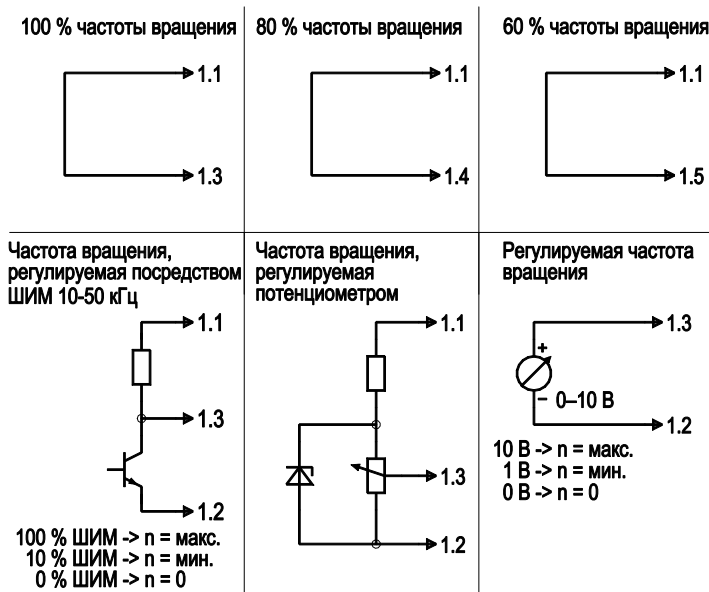 100 % частоты вращения
1.1
1.3
80 % частоты вращения
1.1
1.4
60 % частоты вращения
1.1
1.5
Частота вращения,
регулируемая посредством
ШИМ 10-50 кГц
1.1
1.3
1.2
100 % ШИМ -> n = макс.
10 % ШИМ -> n = мин.
0 % ШИМ -> n = 0
Частота вращения,
регулируемая
потенциометром
1.1
1.3
1.2
Регулируемая частота
вращения
1.3
+
– 0–10 В
1.2
10 В -> n = макс.
1 В -> n = мин.
0 В -> n = 0